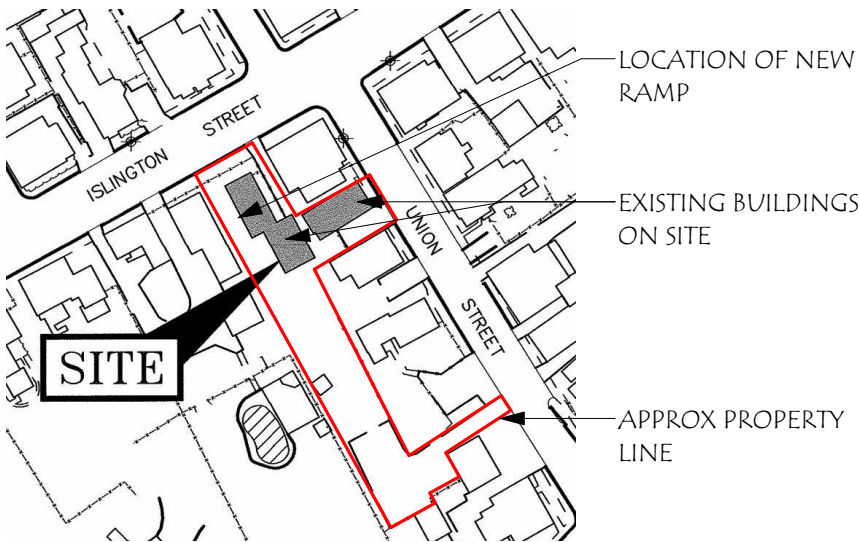 LOCATION OF NEW
RAMP
ISLINGTON STREET
EXISTING BUILDINGS
ON SITE
UNION STREET
SITE
APPROX PROPERTY
LINE